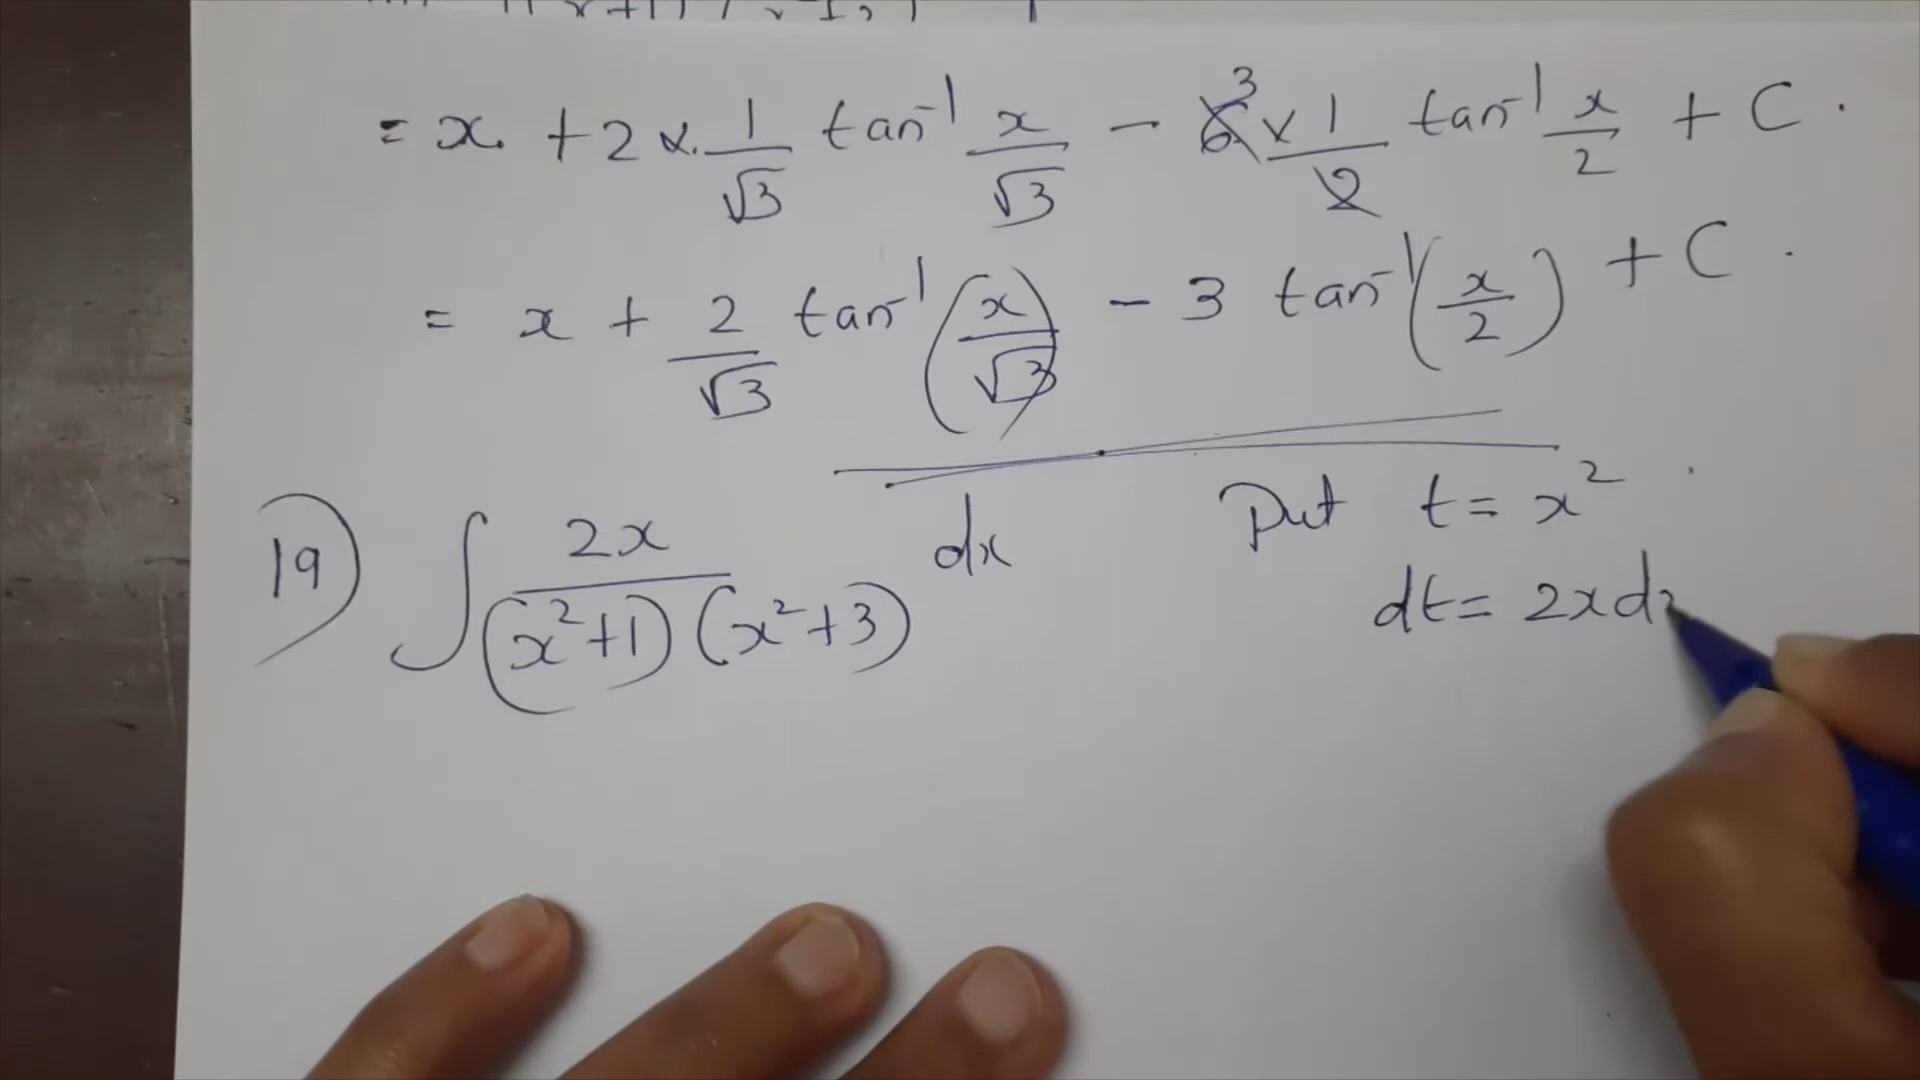 = x + 2 × 1/√3 tan⁻¹ x/√3 - 6 3 × 1/2 tan⁻¹ x/2 + C .
= x + 2/√3 tan⁻¹ (x/√3) - 3 tan⁻¹ (x/2) + C .
19) ∫ 2x/(x²+1)(x²+3) dx Put t = x²
dt = 2x d